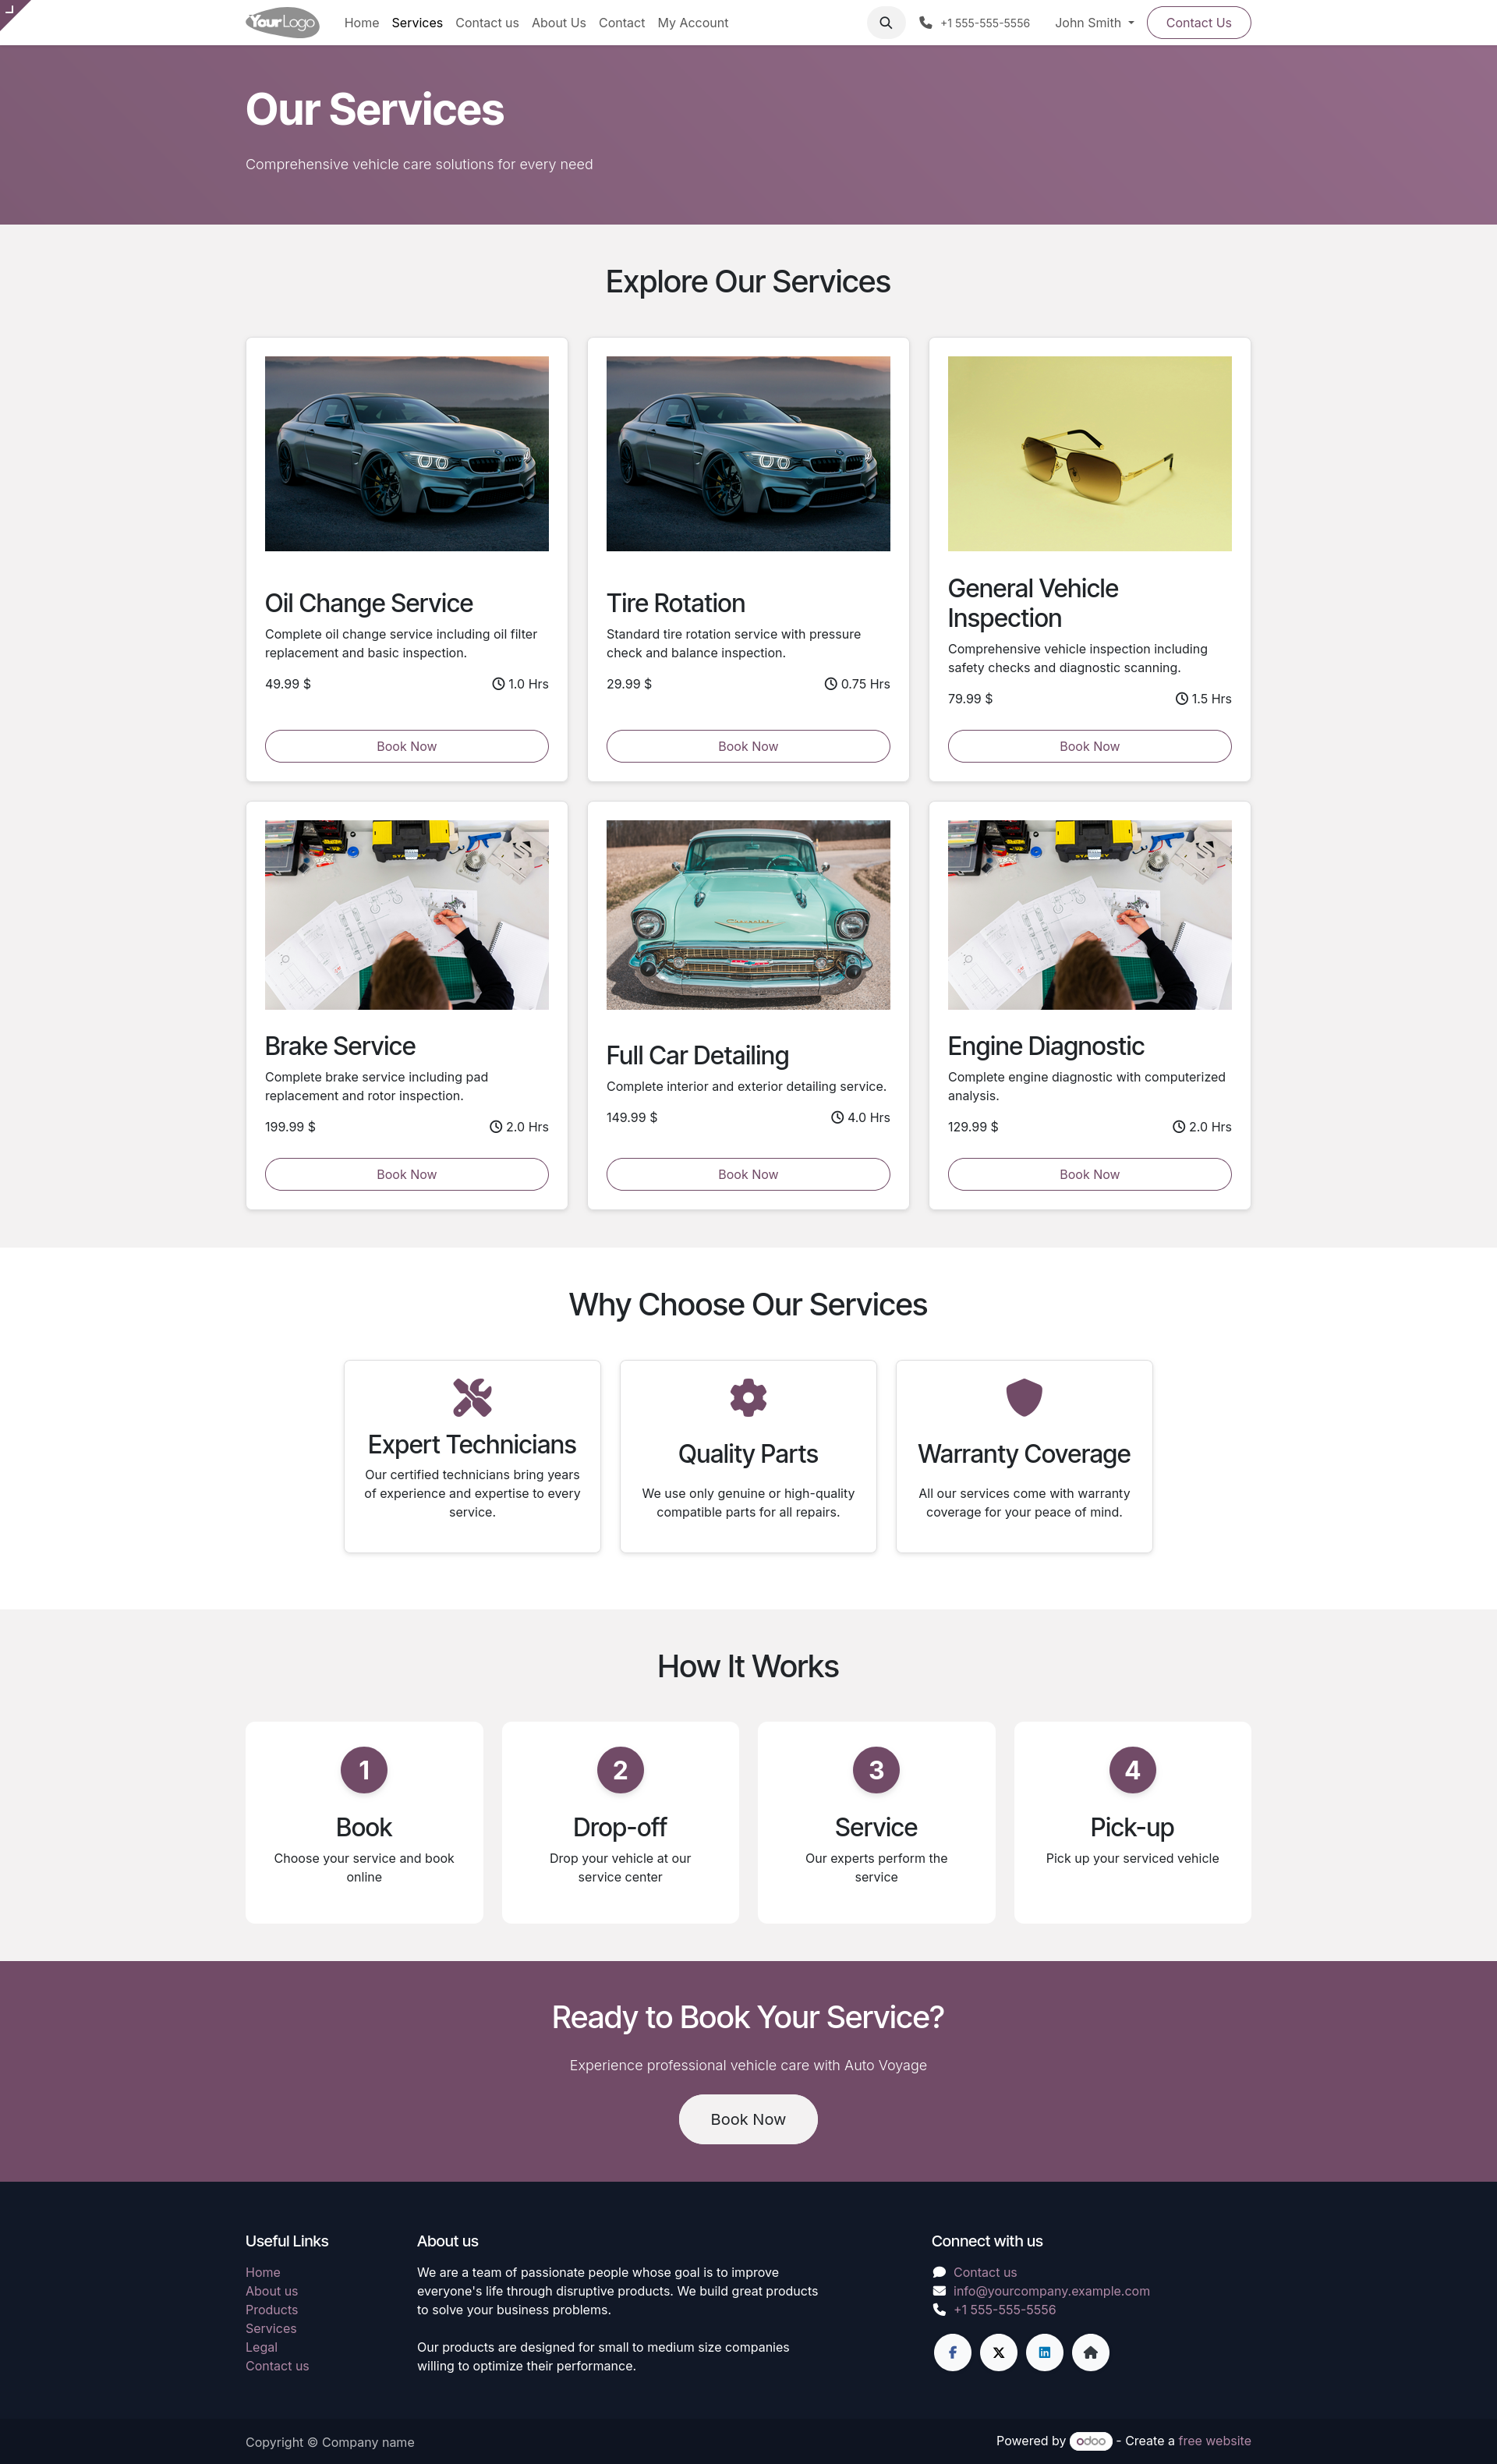 YourLogo
Home Services Contact us About Us Contact My Account
+1 555-555-5556
John Smith
Contact Us
Our Services
Comprehensive vehicle care solutions for every need
Explore Our Services
Oil Change Service
Complete oil change service including oil filter
replacement and basic inspection.
49.99 $ 1.0 Hrs
Book Now
Tire Rotation
Standard tire rotation service with pressure
check and balance inspection.
29.99 $ 0.75 Hrs
Book Now
General Vehicle
Inspection
Comprehensive vehicle inspection including
safety checks and diagnostic scanning.
79.99 $ 1.5 Hrs
Book Now
STANLEY
Brake Service
Complete brake service including pad
replacement and rotor inspection.
199.99 $ 2.0 Hrs
Book Now
Chevrolet
Full Car Detailing
Complete interior and exterior detailing service.
149.99 $ 4.0 Hrs
Book Now
STANLEY
Engine Diagnostic
Complete engine diagnostic with computerized
analysis.
129.99 $ 2.0 Hrs
Book Now
Why Choose Our Services
Expert Technicians
Our certified technicians bring years
of experience and expertise to every
service.
Quality Parts
We use only genuine or high-quality
compatible parts for all repairs.
Warranty Coverage
All our services come with warranty
coverage for your peace of mind.
How It Works
1
Book
Choose your service and book
online
2
Drop-off
Drop your vehicle at our
service center
3
Service
Our experts perform the
service
4
Pick-up
Pick up your serviced vehicle
Ready to Book Your Service?
Experience professional vehicle care with Auto Voyage
Book Now
Useful Links
Home
About us
Products
Services
Legal
Contact us
About us
We are a team of passionate people whose goal is to improve
everyone's life through disruptive products. We build great products
to solve your business problems.
Our products are designed for small to medium size companies
willing to optimize their performance.
Connect with us
Contact us
info@yourcompany.example.com
+1 555-555-5556
Copyright © Company name
Powered by odoo - Create a free website